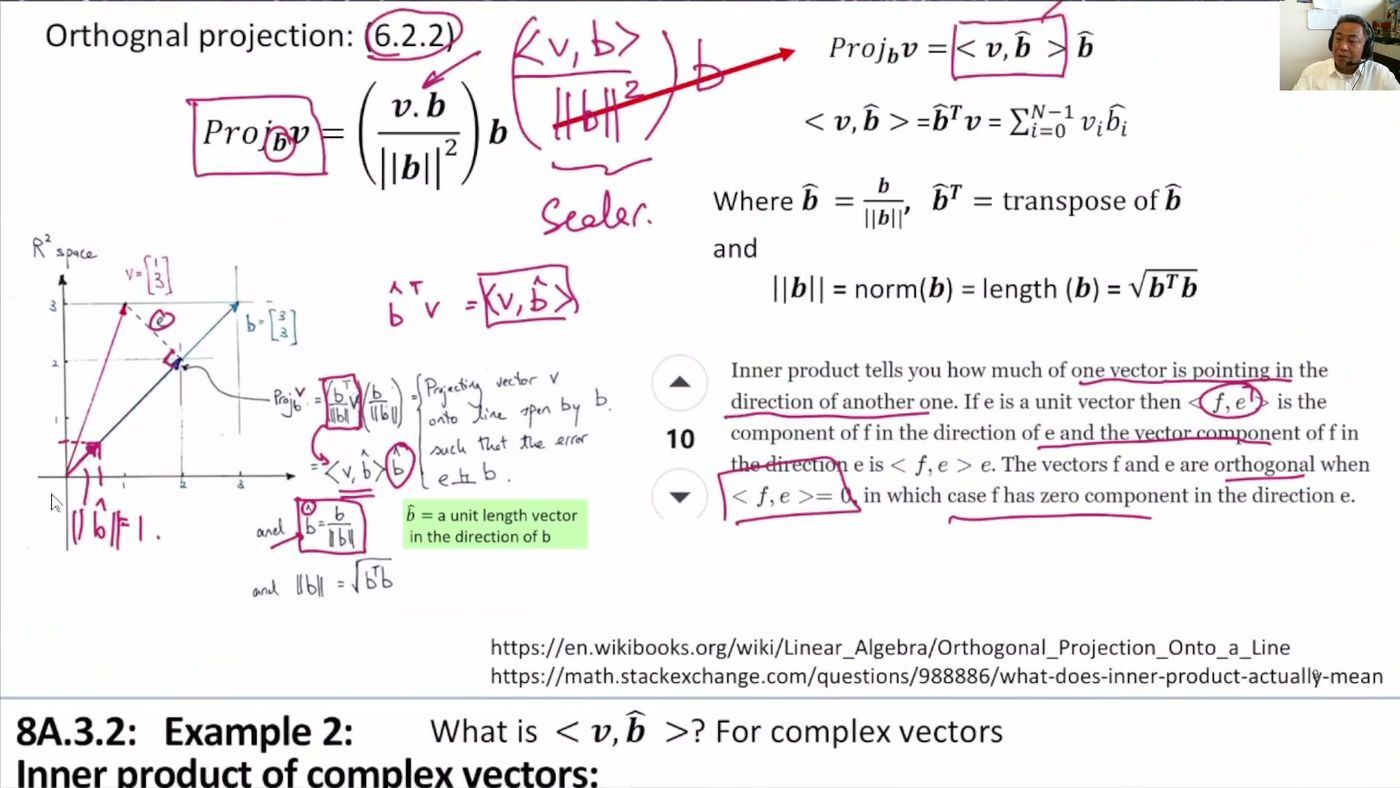 Orthognal projection: (6.2.2)
Proj_b v = (v.b / ||b||^2) b
(<v, b> / ||b||^2) b
Scaler.
Proj_b v = < v, b̂ > b̂
< v, b̂ > =b̂^T v = Σ_{i=0}^{N−1} v_i b̂_i
Where b̂ = b / ||b||, b̂^T = transpose of b̂
and
||b|| = norm(b) = length (b) = √(b^T b)
R^2 space
v=[1 3]
3
e
b=[3 3]
2
1
1 2 3
||b̂||=1.
b̂^T v = <v, b̂>
Proj_b v = (b^T / ||b|| v)(b / ||b||) =
= <v, b̂> b̂
Projecting vector v
onto line span by b.
such that the error
e ⊥ b.
and b̂ = b / ||b||
and ||b|| = √(b^T b)
b̂ = a unit length vector
in the direction of b
10
Inner product tells you how much of one vector is pointing in the
direction of another one. If e is a unit vector then < f, e > is the
component of f in the direction of e and the vector component of f in
the direction e is < f, e > e. The vectors f and e are orthogonal when
< f, e >= 0, in which case f has zero component in the direction e.
https://en.wikibooks.org/wiki/Linear_Algebra/Orthogonal_Projection_Onto_a_Line
https://math.stackexchange.com/questions/988886/what-does-inner-product-actually-mean
8A.3.2: Example 2: What is < v, b̂ >? For complex vectors
Inner product of complex vectors: